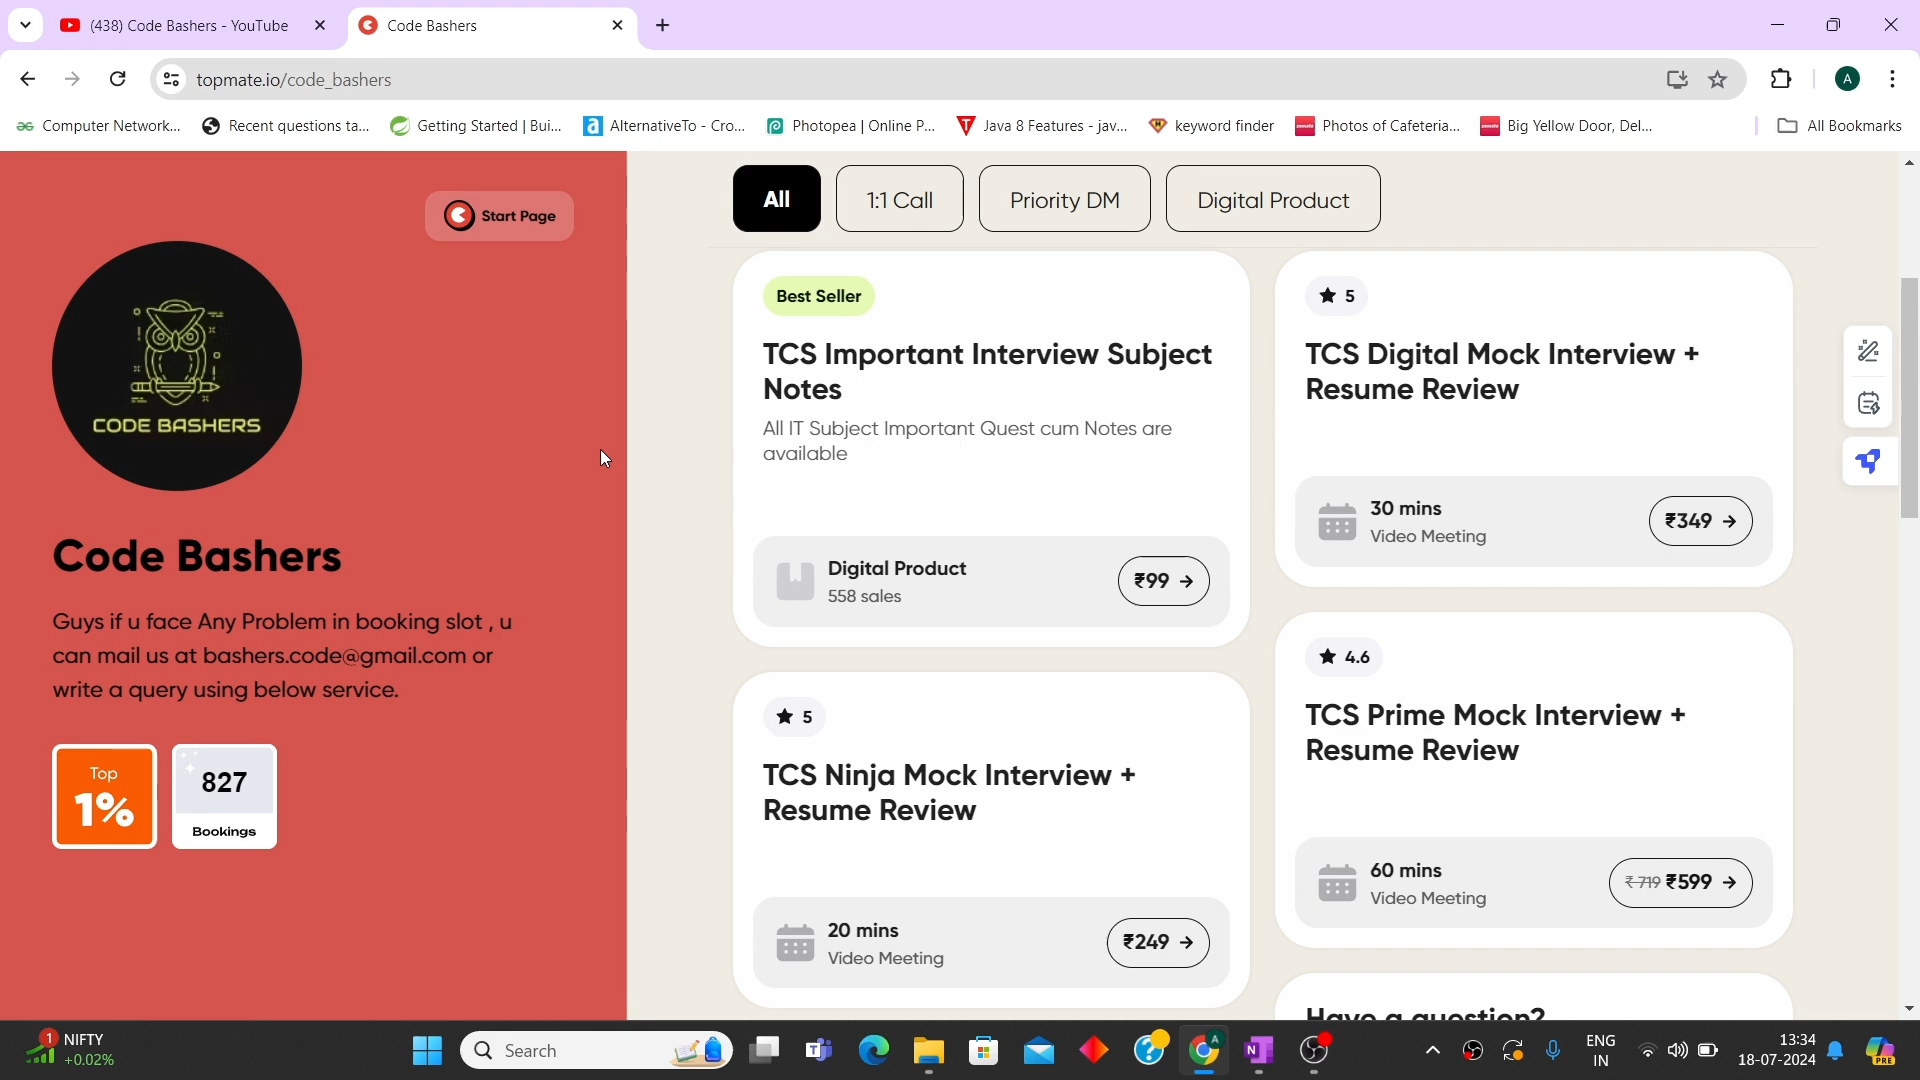 (438) Code Bashers - YouTube
Code Bashers
topmate.io/code_bashers
Computer Network...
Recent questions ta...
Getting Started | Bui...
AlternativeTo - Cro...
Photopea | Online P...
Java 8 Features - jav...
keyword finder
Photos of Cafeteria...
Big Yellow Door, Del...
All Bookmarks
A
Start Page
CODE BASHERS
Code Bashers
Guys if u face Any Problem in booking slot , u
can mail us at bashers.code@gmail.com or
write a query using below service.
Top
1%
827
Bookings
All
1:1 Call
Priority DM
Digital Product
Best Seller
TCS Important Interview Subject
Notes
All IT Subject Important Quest cum Notes are
available
Digital Product
558 sales
₹99 →
5
TCS Digital Mock Interview +
Resume Review
30 mins
Video Meeting
₹349 →
5
TCS Ninja Mock Interview +
Resume Review
20 mins
Video Meeting
₹249 →
4.6
TCS Prime Mock Interview +
Resume Review
60 mins
Video Meeting
₹719 ₹599 →
Have a question?
1
NIFTY
+0.02%
Search
A
ENG
IN
13:34
18-07-2024
PRE